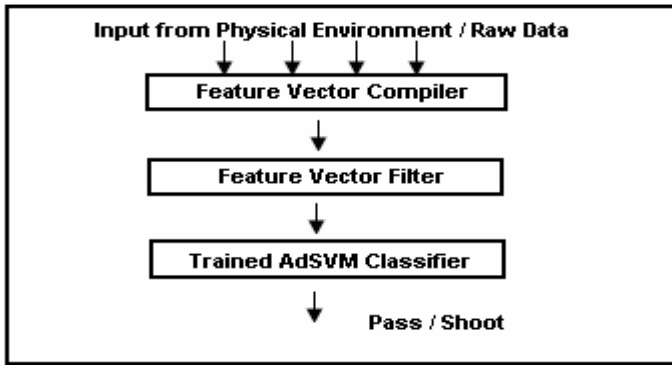 Input from Physical Environment / Raw Data
Feature Vector Compiler
Feature Vector Filter
Trained AdSVM Classifier
Pass / Shoot